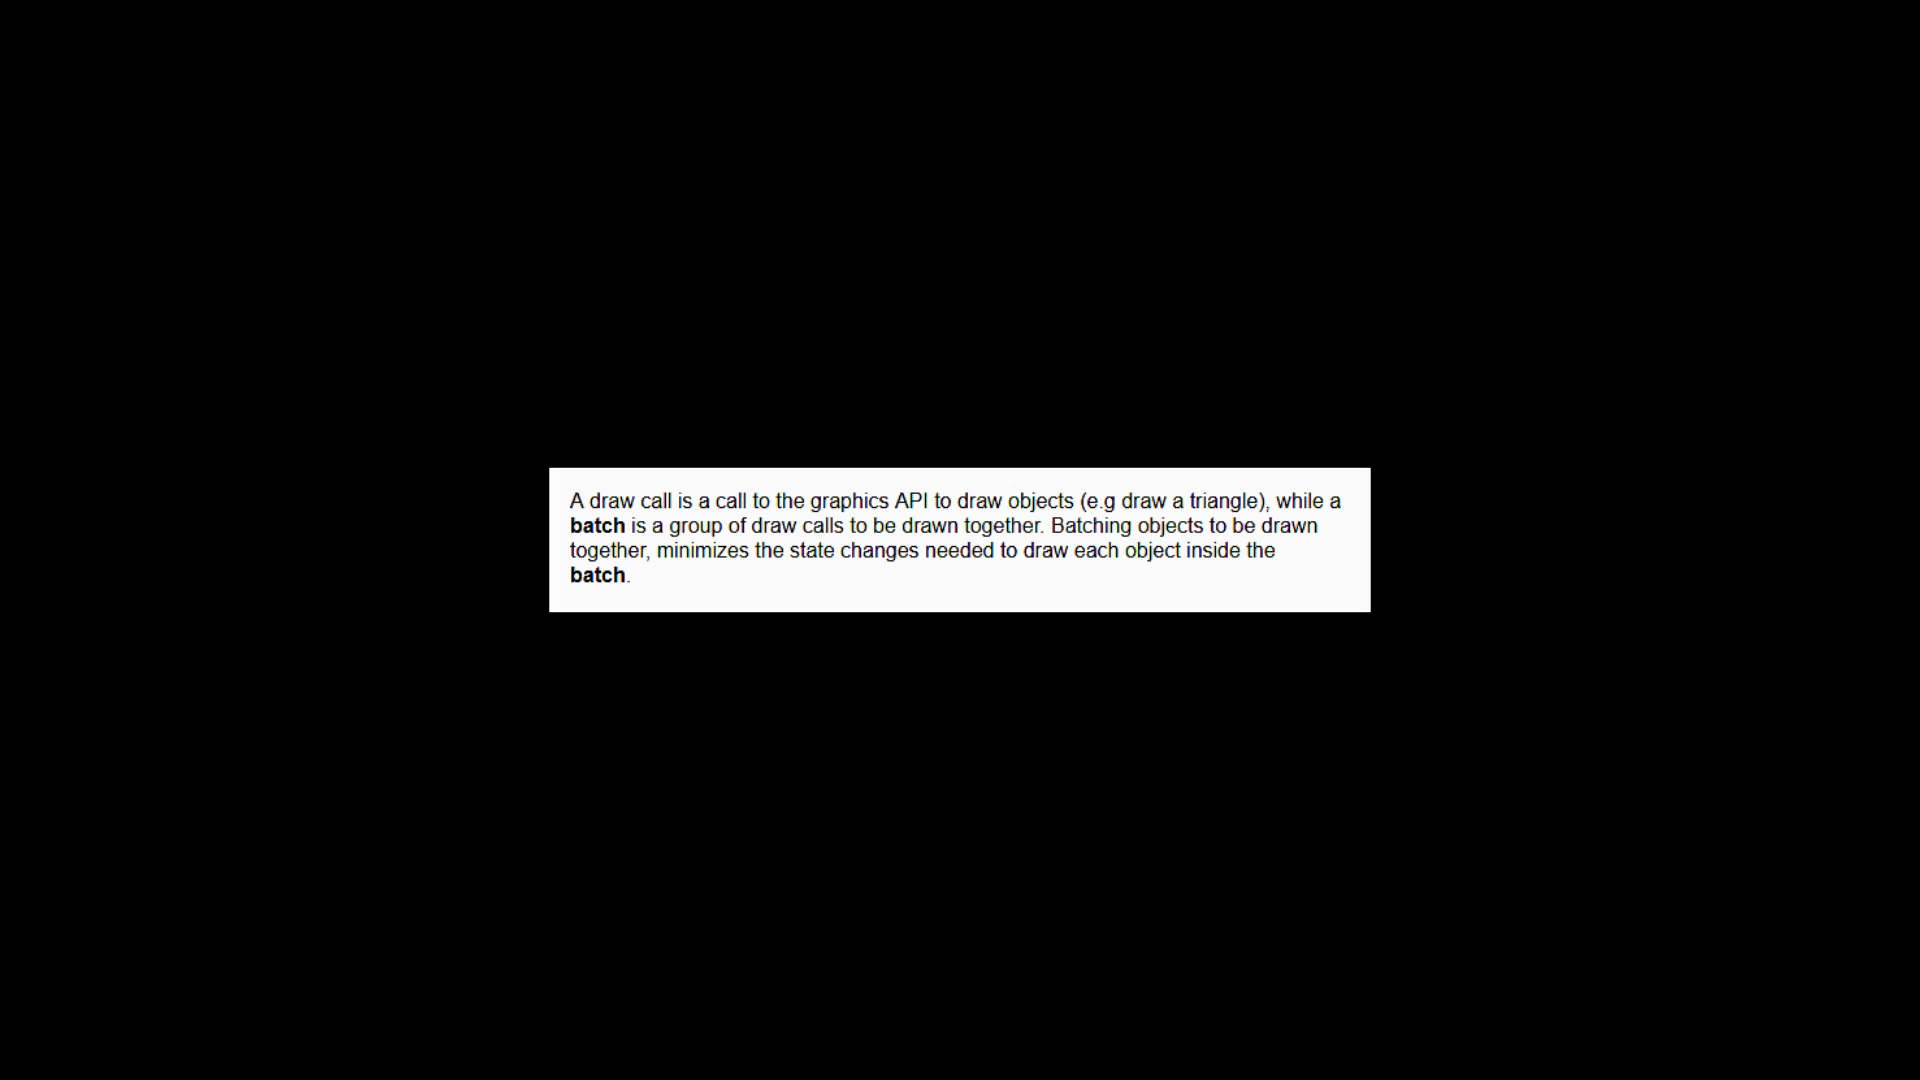 A draw call is a call to the graphics API to draw objects (e.g draw a triangle), while a
batch is a group of draw calls to be drawn together. Batching objects to be drawn
together, minimizes the state changes needed to draw each object inside the
batch.